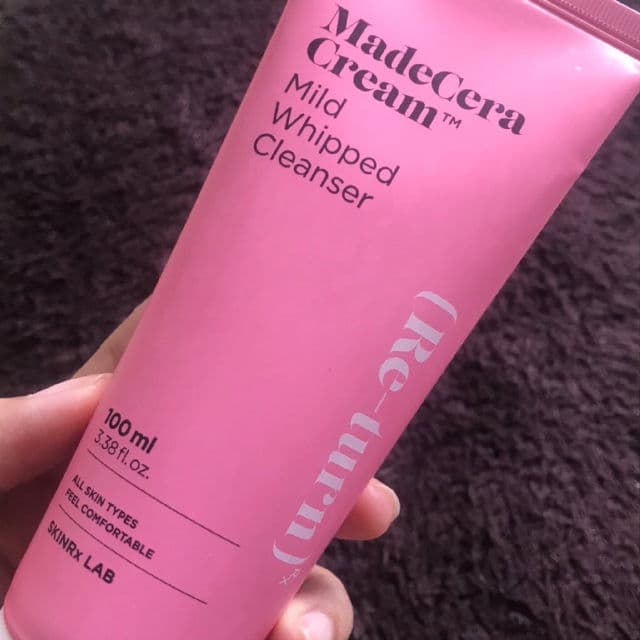 MadeCera
Cream™
Mild
Whipped
Cleanser
(Re-turn)
100 ml
3.38 fl. oz.
ALL SKIN TYPES
FEEL COMFORTABLE
SKINRx LAB